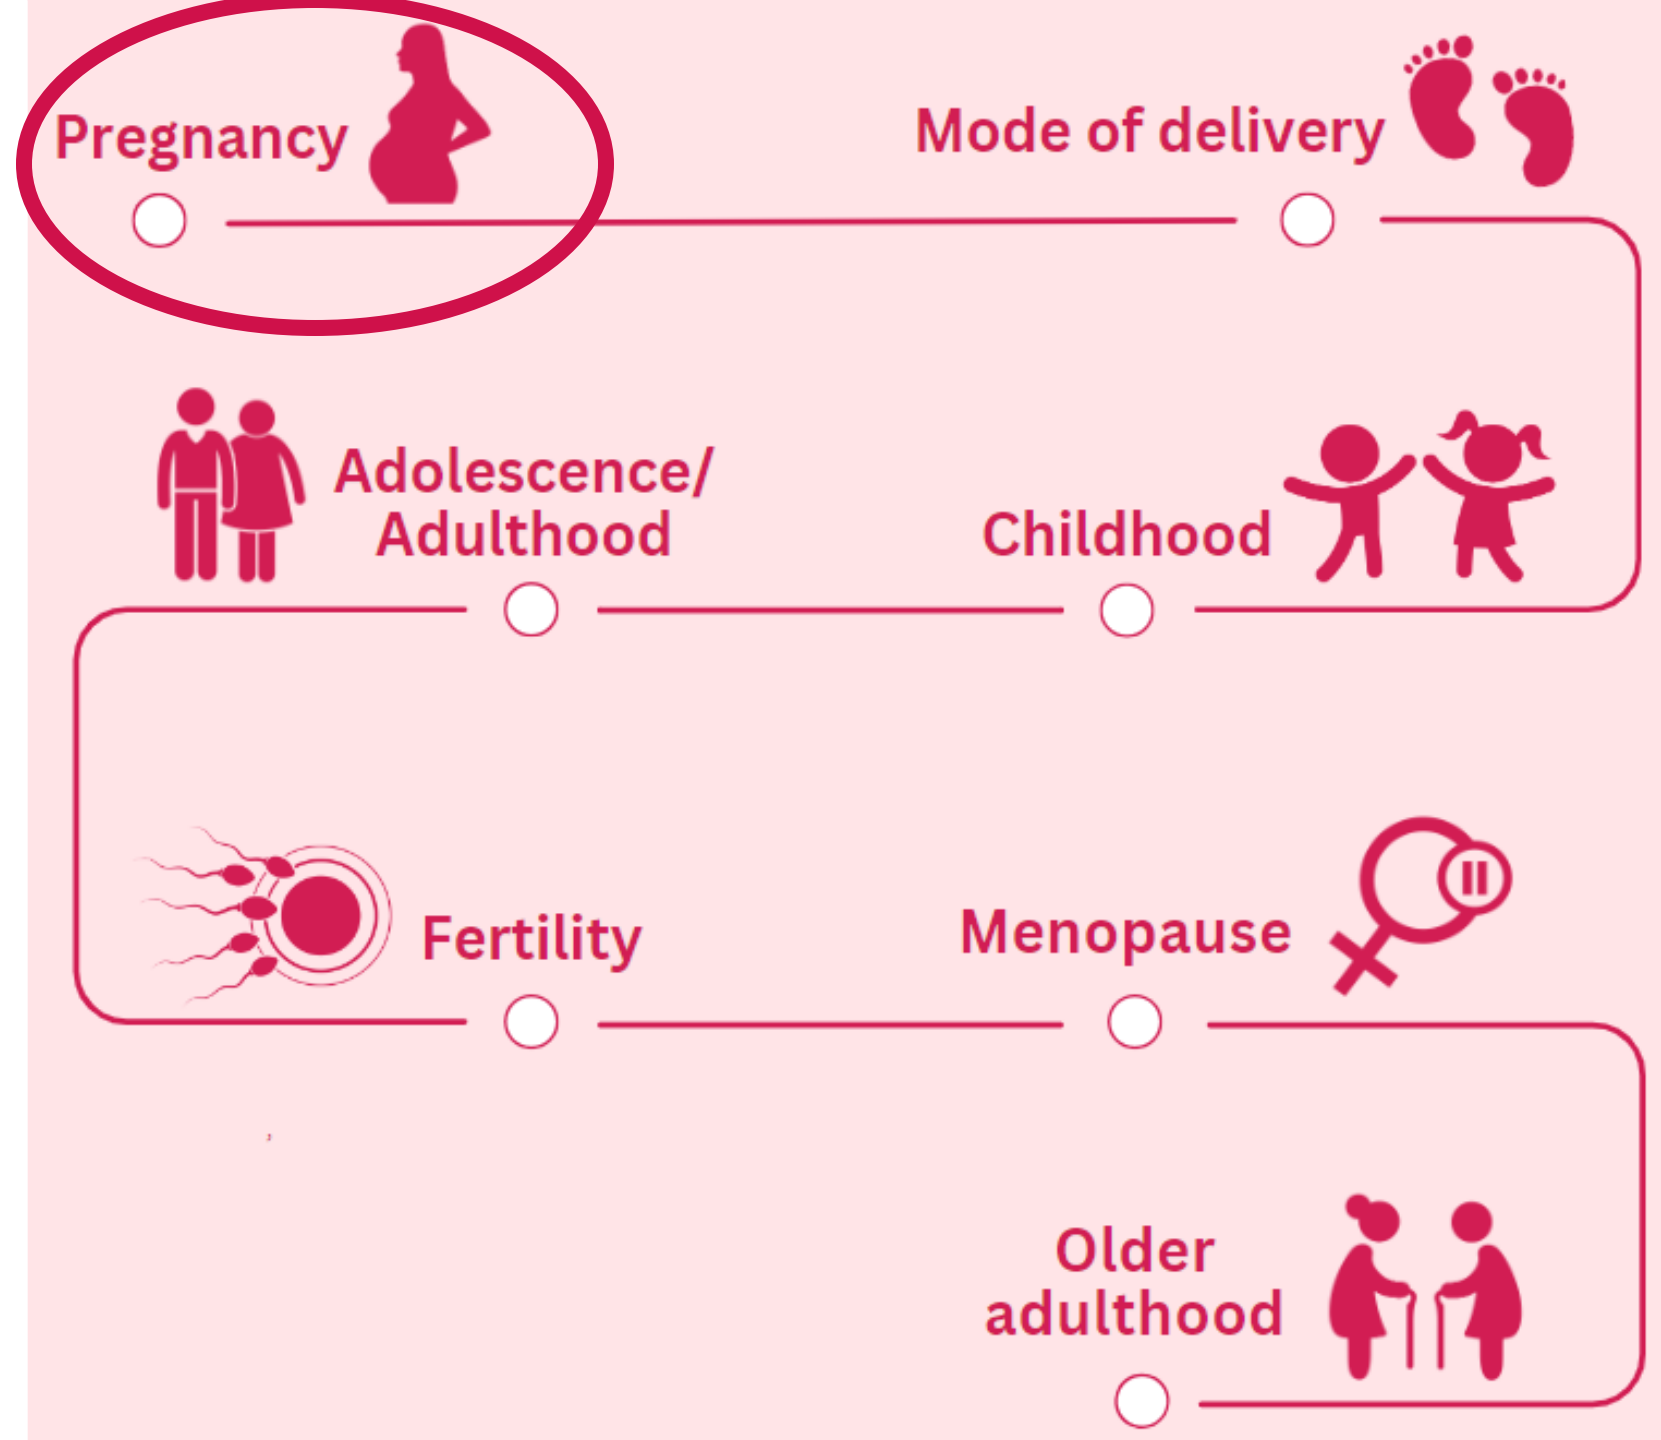 Pregnancy
Mode of delivery
Childhood
Adolescence/
Adulthood
Fertility
Menopause
Older
adulthood